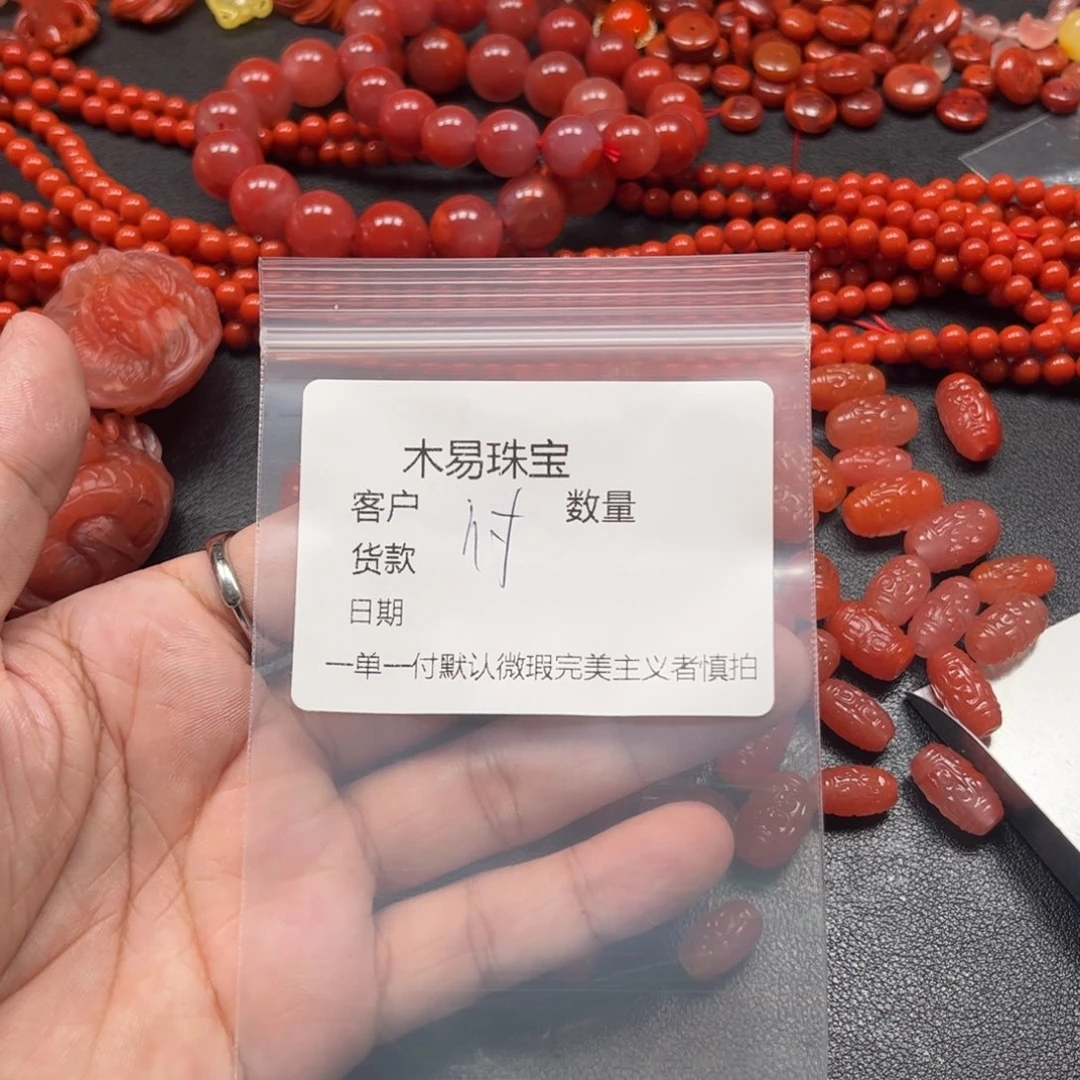 木易珠宝
客户 付 数量
货款
日期
一单一付默认微瑕完美主义者慎拍